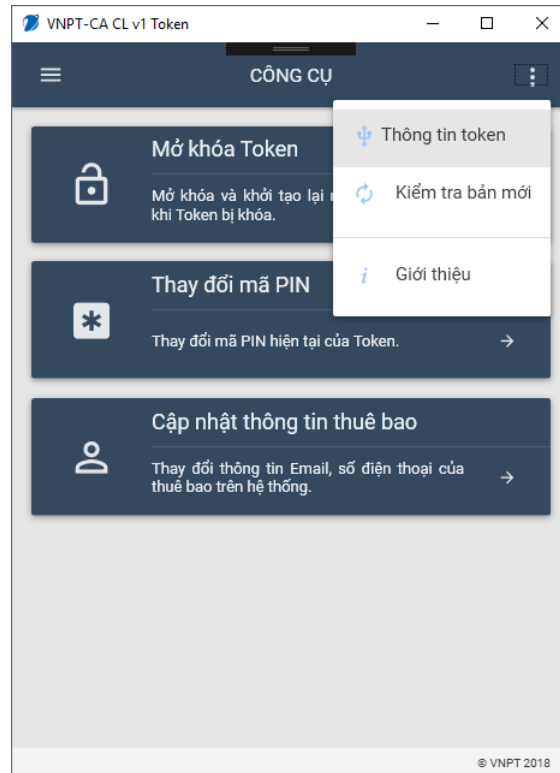 VNPT-CA CL v1 Token
CÔNG CỤ
Thông tin token
Kiểm tra bản mới
Giới thiệu
Mở khóa Token
Mở khóa và khởi tạo lại
khi Token bị khóa.
Thay đổi mã PIN
Thay đổi mã PIN hiện tại của Token.
Cập nhật thông tin thuê bao
Thay đổi thông tin Email, số điện thoại của
thuê bao trên hệ thống.
© VNPT 2018